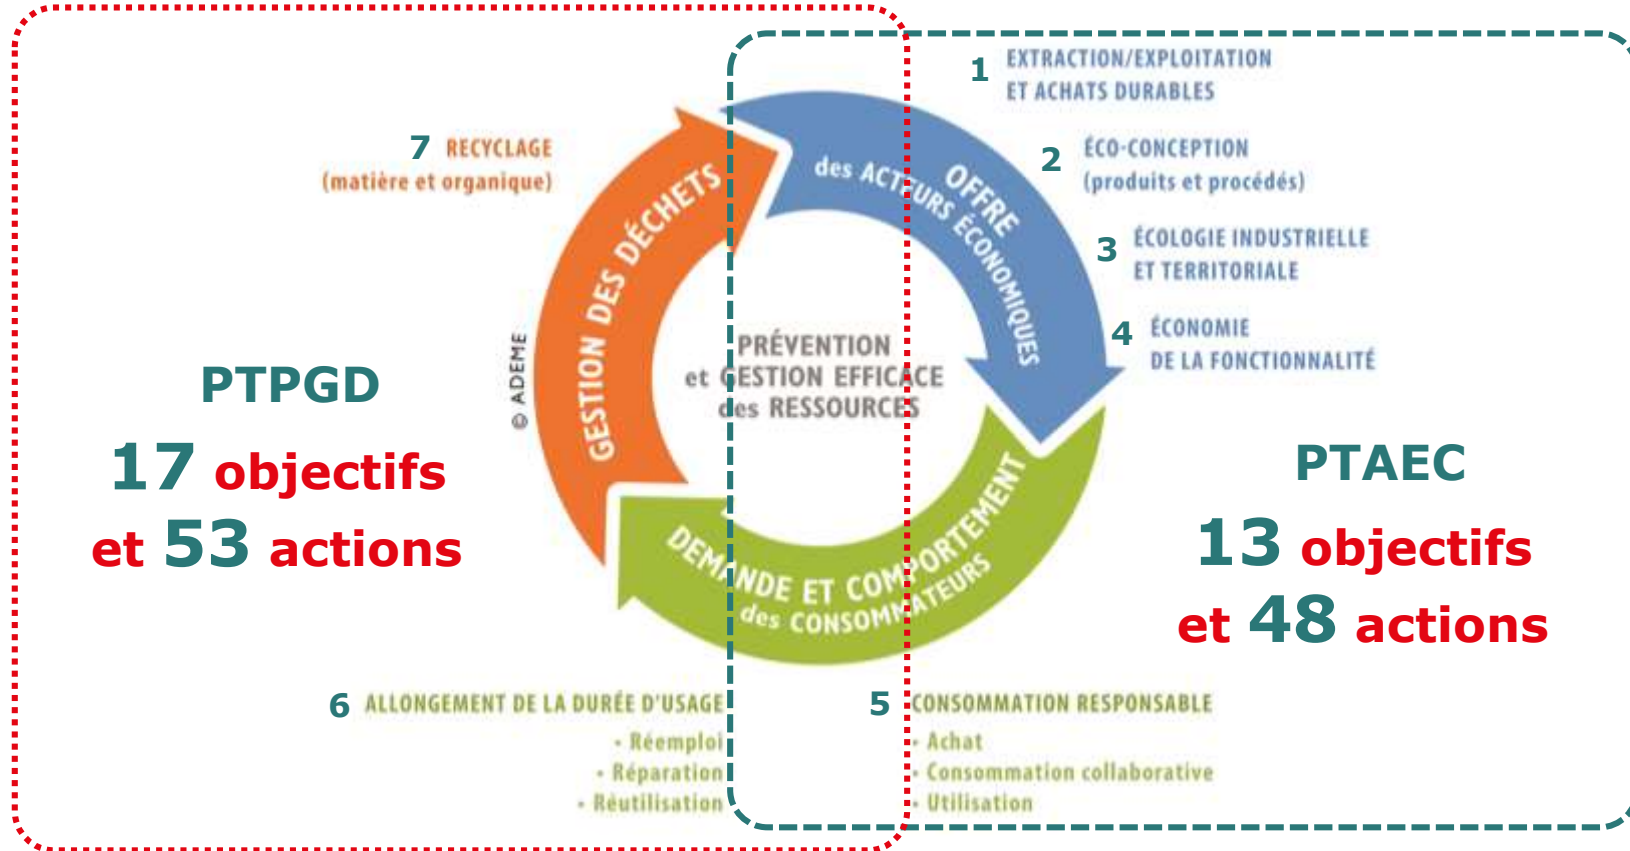 1 EXTRACTION/EXPLOITATION
ET ACHATS DURABLES
2 ÉCO-CONCEPTION
(produits et procédés)
3 ÉCOLOGIE INDUSTRIELLE
ET TERRITORIALE
4 ÉCONOMIE
DE LA FONCTIONNALITÉ
7 RECYCLAGE
(matière et organique)
OFFRE
des ACTEURS ÉCONOMIQUES
GESTION DES DÉCHETS
DEMANDE ET COMPORTEMENT
des CONSOMMATEURS
PRÉVENTION
et GESTION EFFICACE
des RESSOURCES
© ADEME
PTPGD
17 objectifs
et 53 actions
PTAEC
13 objectifs
et 48 actions
6 ALLONGEMENT DE LA DURÉE D'USAGE
• Réemploi
• Réparation
• Réutilisation
5 CONSOMMATION RESPONSABLE
• Achat
• Consommation collaborative
• Utilisation